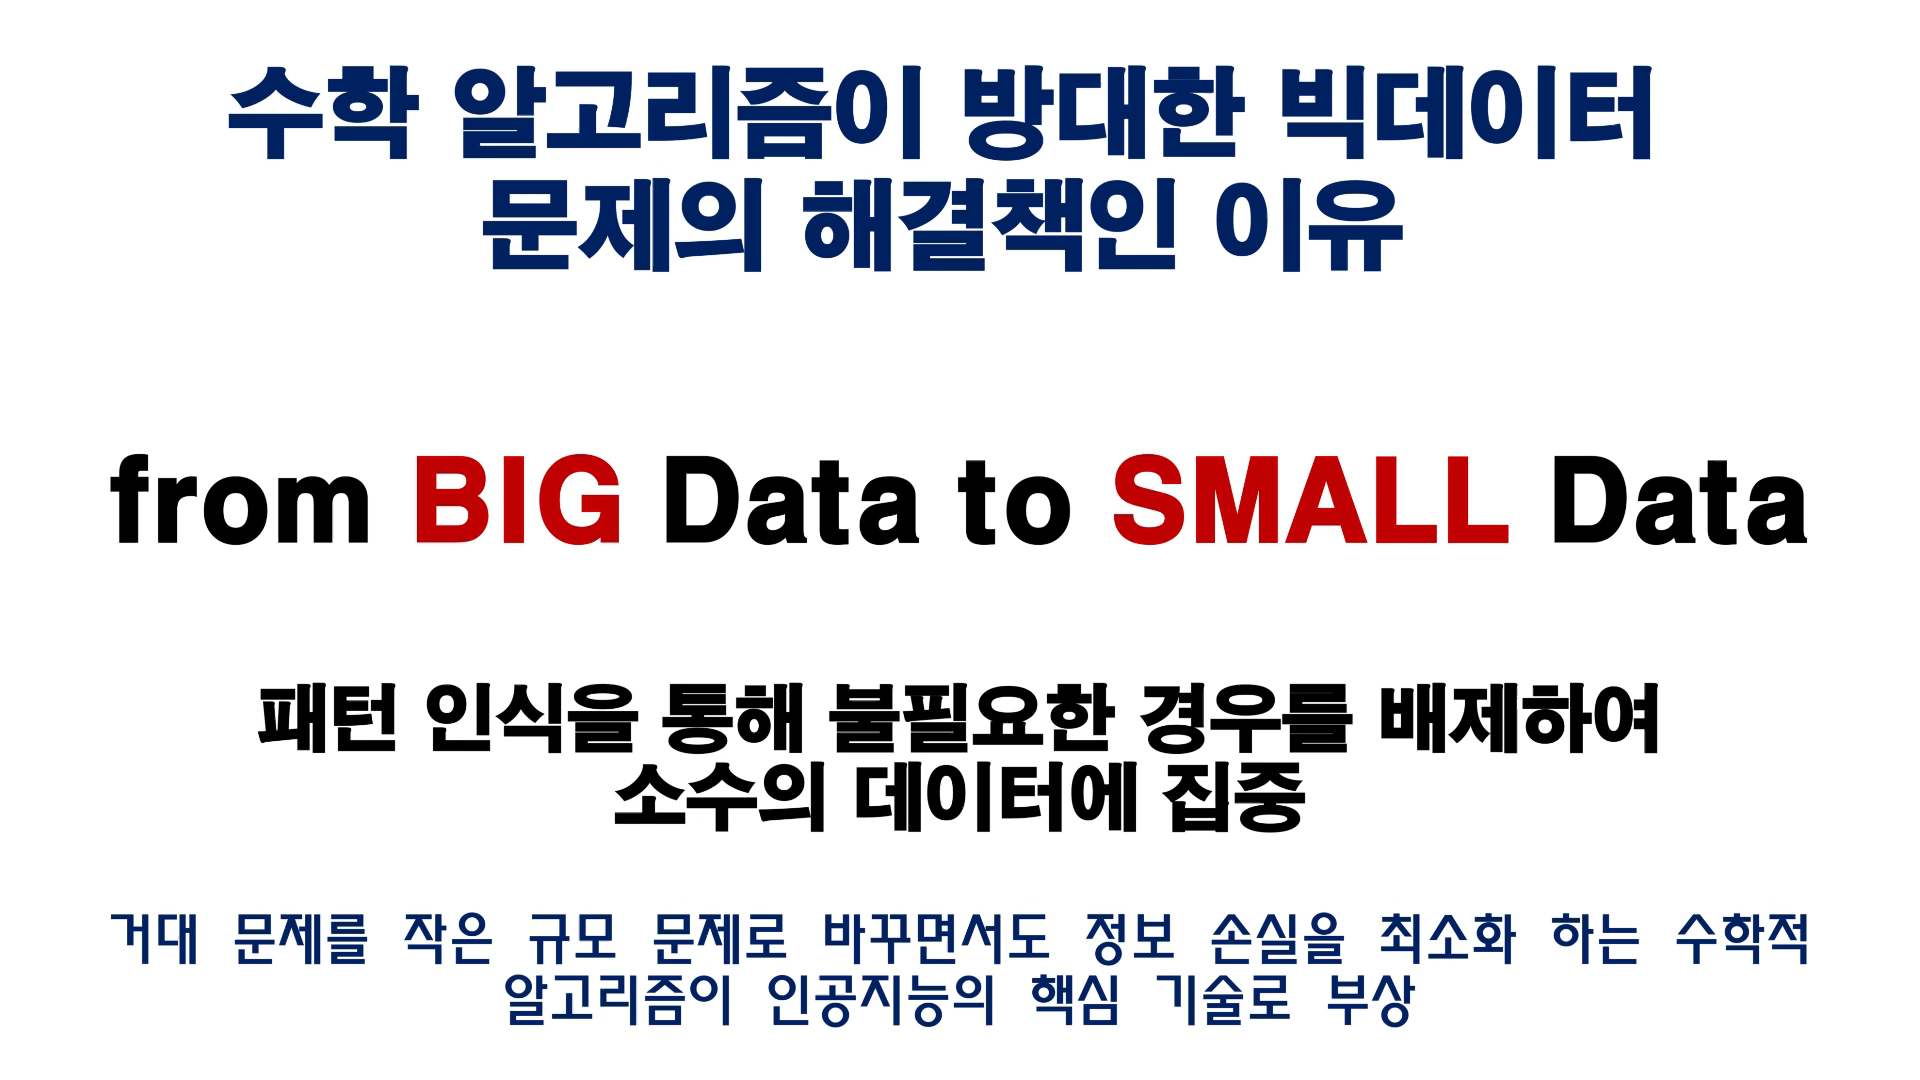 수학 알고리즘이 방대한 빅데이터
문제의 해결책인 이유
from BIG Data to SMALL Data
패턴 인식을 통해 불필요한 경우를 배제하여
소수의 데이터에 집중
거대 문제를 작은 규모 문제로 바꾸면서도 정보 손실을 최소화 하는 수학적
알고리즘이 인공지능의 핵심 기술로 부상